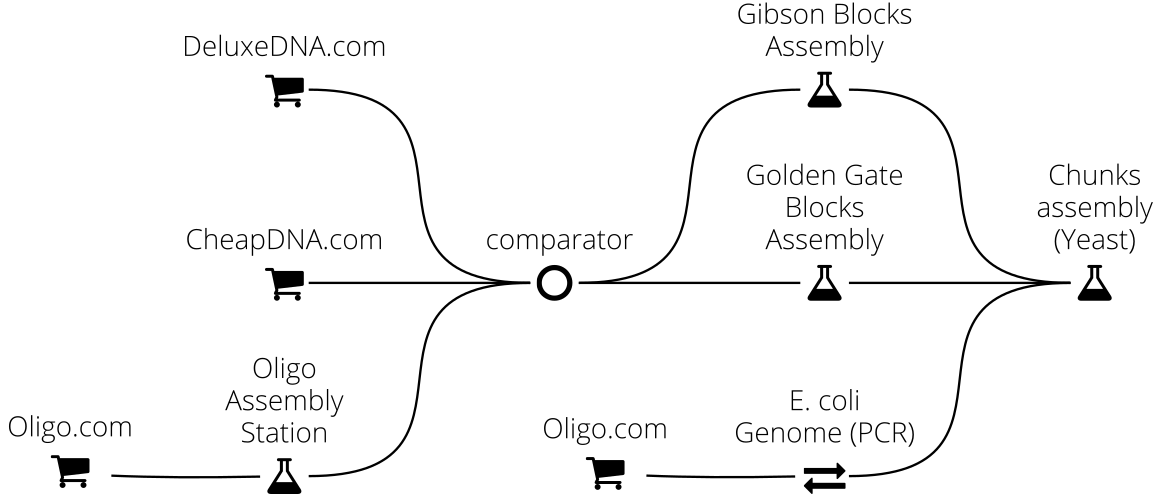 DeluxeDNA.com
Gibson Blocks
Assembly
CheapDNA.com
comparator
Golden Gate
Blocks
Assembly
Chunks
assembly
(Yeast)
Oligo.com
Oligo
Assembly
Station
Oligo.com
E. coli
Genome (PCR)